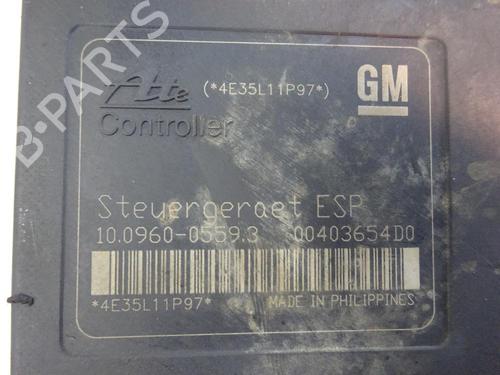 Ate (*4E35L11P97*) GM
Controller
Steuergeraet ESP
10.0960-0559.3 00403654D0
*4E35L11P97* MADE IN PHILIPPINES
B-PARTS